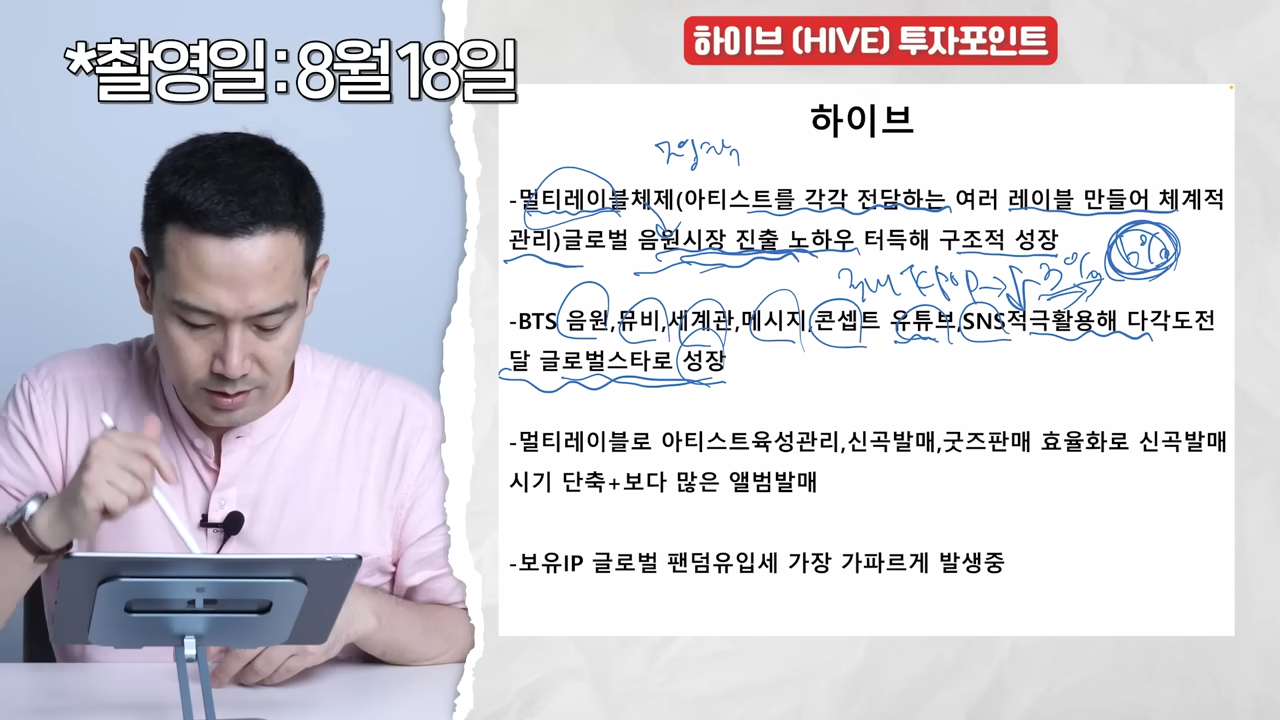 *촬영일 : 8월 18일
하이브 (HIVE) 투자포인트
하이브
-멀티레이블체제(아티스트를 각각 전담하는 여러 레이블 만들어 체계적
관리)글로벌 음원시장 진출 노하우 터득해 구조적 성장
-BTS 음원,뮤비,세계관,메시지,콘셉트 유튜브,SNS적극활용해 다각도전
달 글로벌스타로 성장
-멀티레이블로 아티스트육성관리,신곡발매,굿즈판매 효율화로 신곡발매
시기 단축+보다 많은 앨범발매
-보유IP 글로벌 팬덤유입세 가장 가파르게 발생중